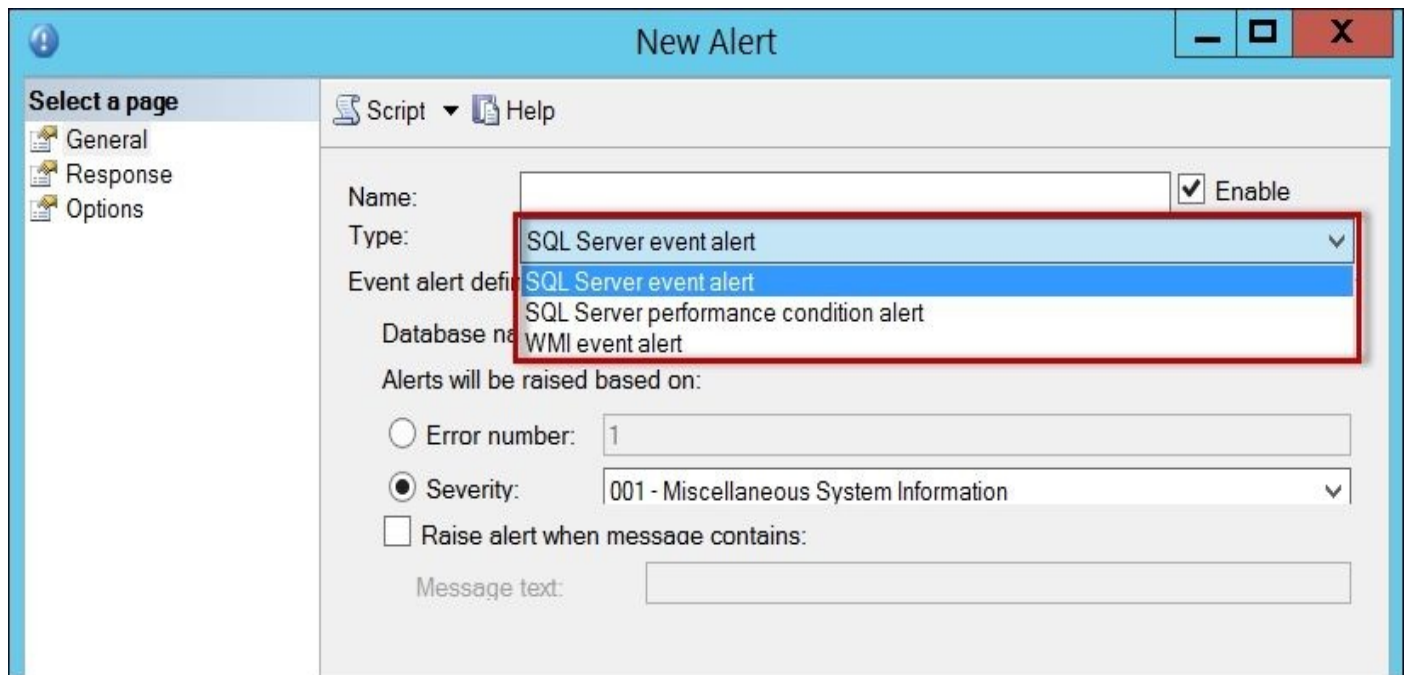 New Alert
Select a page
General
Response
Options
Script Help
Name: Enable
Type: SQL Server event alert
Event alert defi
SQL Server event alert
SQL Server performance condition alert
Database na
WMI event alert
Alerts will be raised based on:
Error number: 1
Severity: 001 - Miscellaneous System Information
Raise alert when message contains:
Message text: